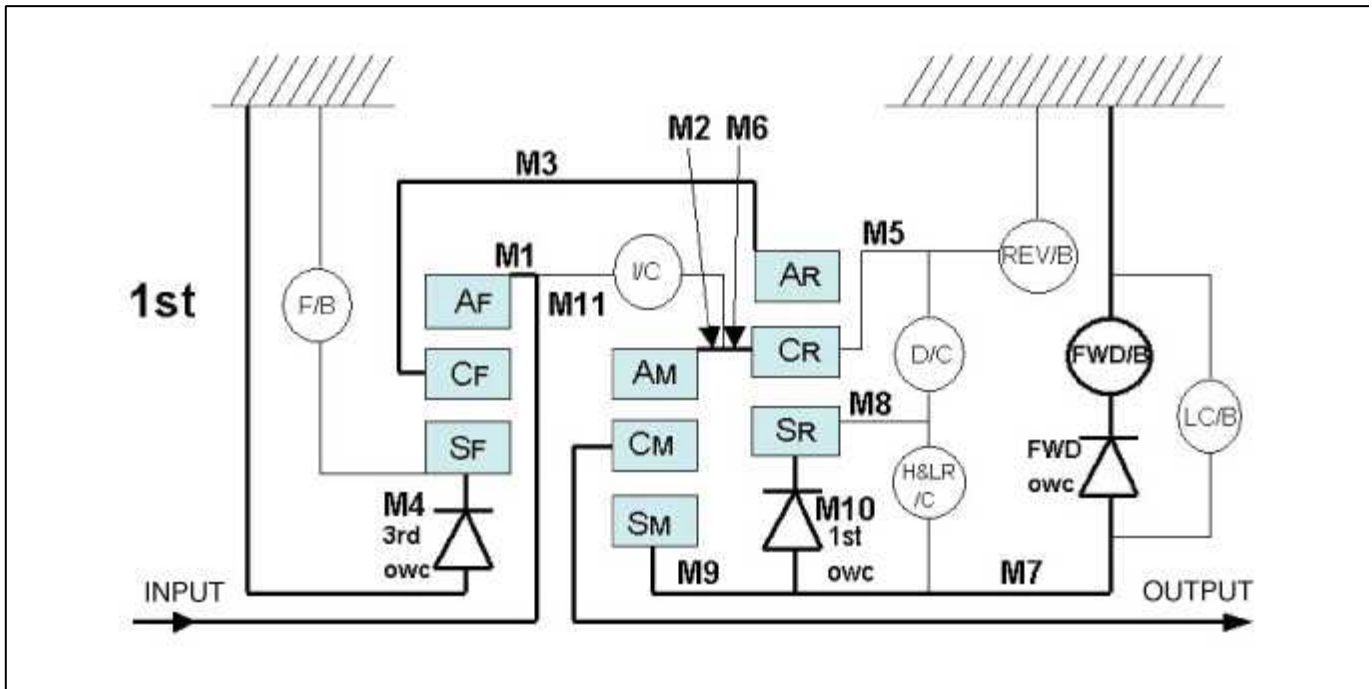 M2 M6
M3
M5
REV/B
M1
I/C
AR
1st
F/B
AF
M11
CR
D/C
FWD/B
CF
AM
M8
LC/B
SF
CM
SR
FWD
owc
H&LR
/C
M4
3rd
owc
SM
M10
1st
owc
M9
M7
INPUT
OUTPUT